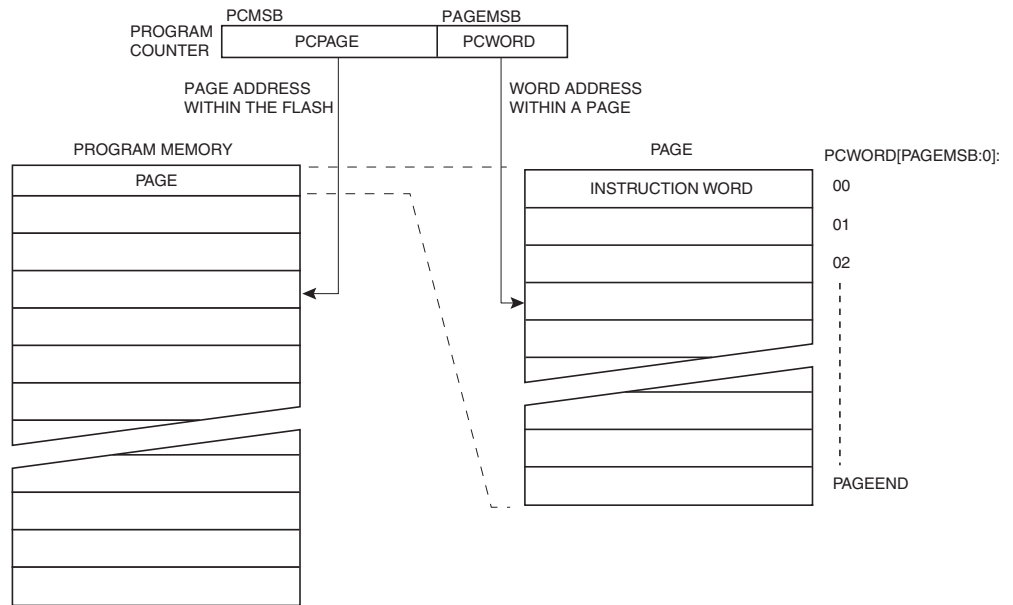 PCMSB
PAGEMSB
PROGRAM
COUNTER
PCPAGE
PCWORD
PAGE ADDRESS
WITHIN THE FLASH
WORD ADDRESS
WITHIN A PAGE
PROGRAM MEMORY
PAGE
PAGE
PCWORD[PAGEMSB:0]:
INSTRUCTION WORD
00
01
02
PAGEEND